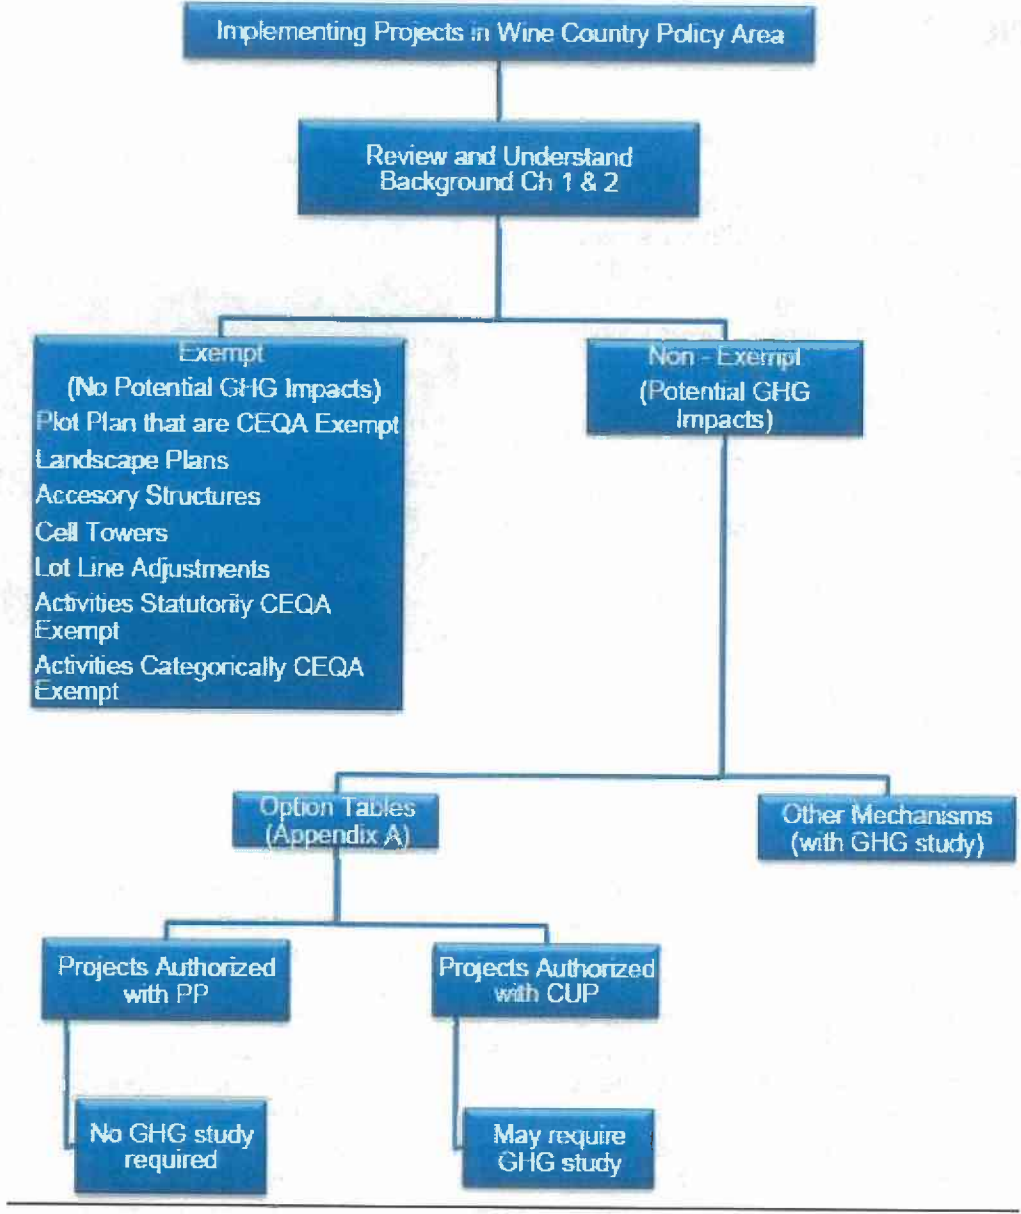 Implementing Projects in Wine Country Policy Area
Review and Understand
Background Ch 1 & 2
Exempt
(No Potential GHG Impacts)
Plot Plan that are CEQA Exempt
Landscape Plans
Accesory Structures
Cell Towers
Lot Line Adjustments
Activities Statutorily CEQA
Exempt
Activities Categorically CEQA
Exempt
Non - Exempt
(Potential GHG
Impacts)
Option Tables
(Appendix A)
Other Mechanisms
(with GHG study)
Projects Authorized
with PP
Projects Authorized
with CUP
No GHG study
required
May require
GHG study